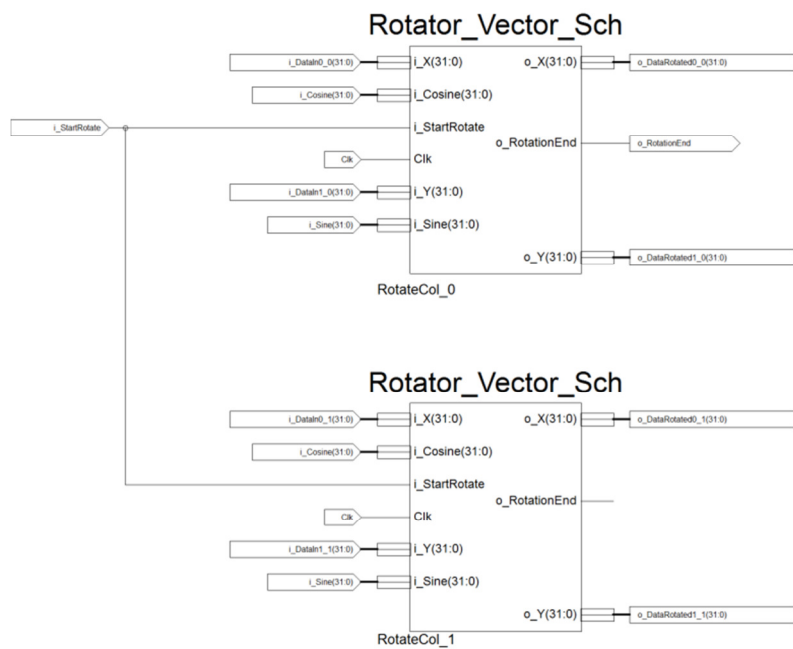 Rotator_Vector_Sch
i_DataIn0_0(31:0)
i_X(31:0)
o_X(31:0)
o_DataRotated0_0(31:0)
i_Cosine(31:0)
i_Cosine(31:0)
i_StartRotate
i_StartRotate
o_RotationEnd
o_RotationEnd
Clk
Clk
i_DataIn1_0(31:0)
i_Y(31:0)
i_Sine(31:0)
i_Sine(31:0)
o_Y(31:0)
o_DataRotated1_0(31:0)
RotateCol_0
Rotator_Vector_Sch
i_DataIn0_1(31:0)
i_X(31:0)
o_X(31:0)
o_DataRotated0_1(31:0)
i_Cosine(31:0)
i_Cosine(31:0)
i_StartRotate
o_RotationEnd
Clk
Clk
i_DataIn1_1(31:0)
i_Y(31:0)
i_Sine(31:0)
i_Sine(31:0)
o_Y(31:0)
o_DataRotated1_1(31:0)
RotateCol_1